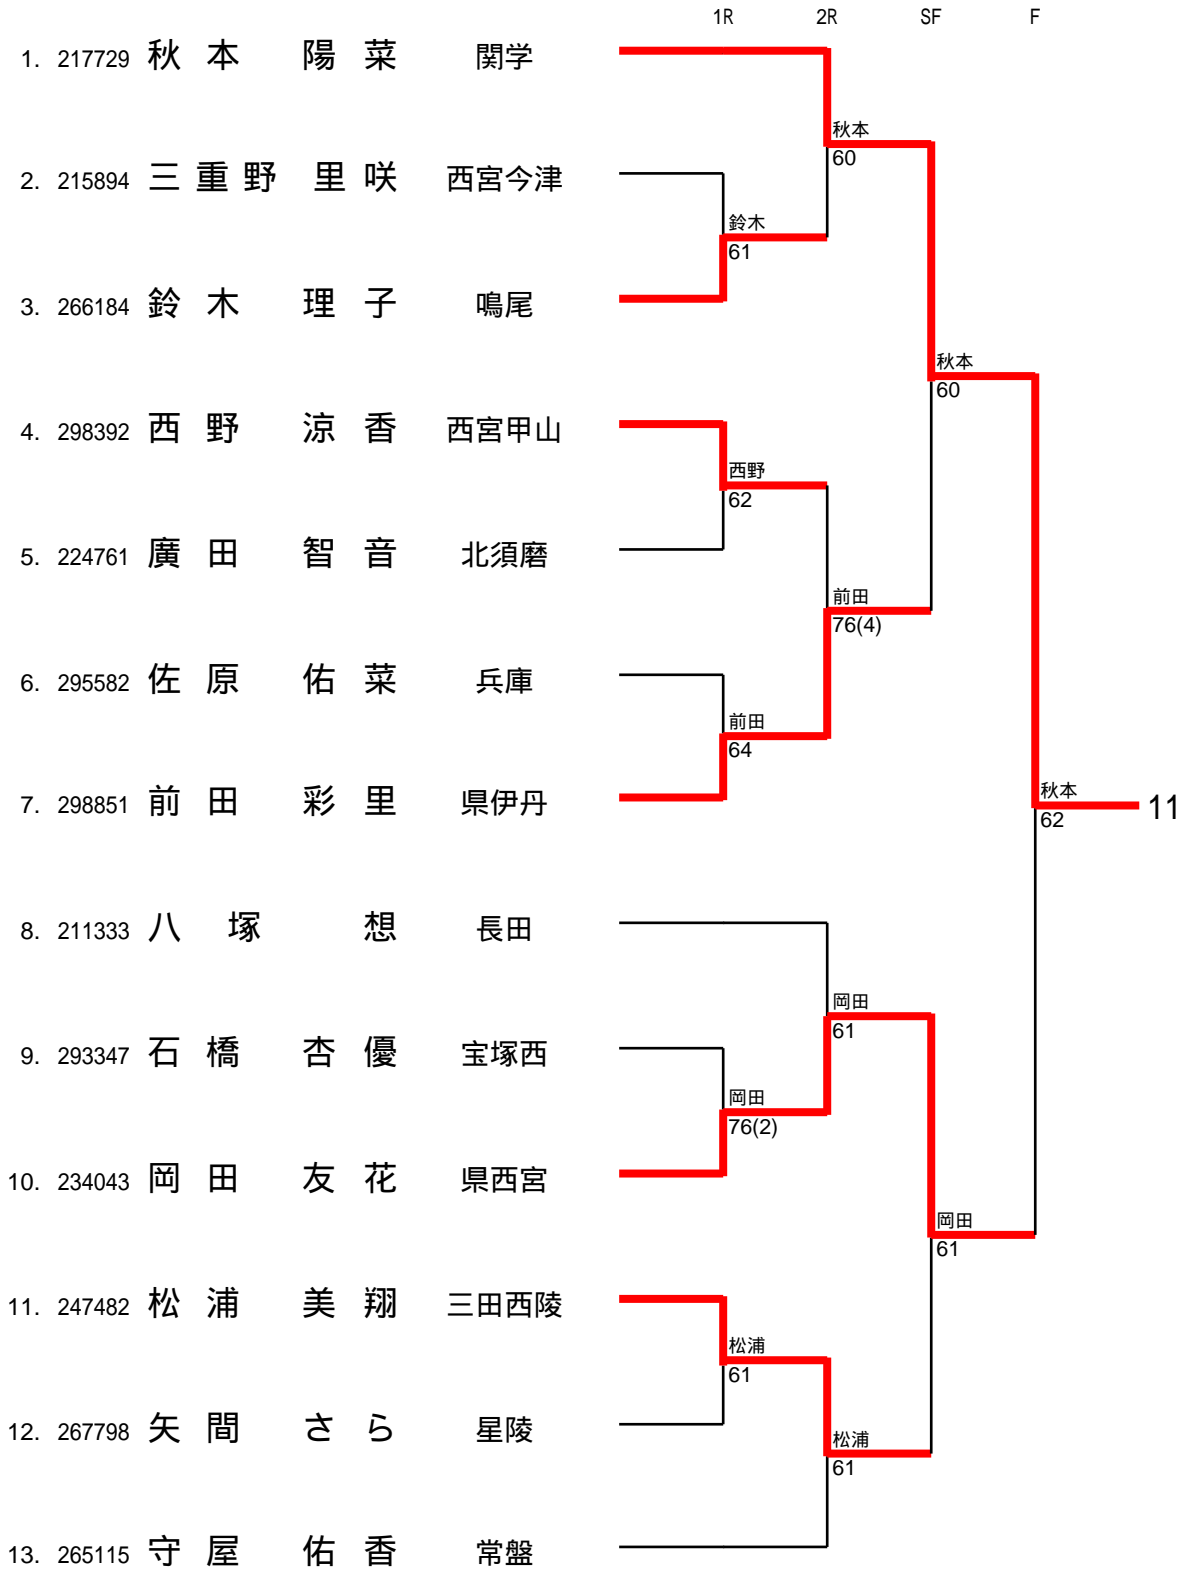 1R 2R SF F
1. 217729 秋本 陽菜 関学
秋本
60
2. 215894 三重野 里咲 西宮今津
鈴木
61
3. 266184 鈴木 理子 鳴尾
秋本
60
4. 298392 西野 涼香 西宮甲山
西野
62
5. 224761 廣田 智音 北須磨
前田
76(4)
6. 295582 佐原 佑菜 兵庫
前田
64
7. 298851 前田 彩里 県伊丹
秋本
62
11
8. 211333 八塚 想 長田
岡田
61
9. 293347 石橋 杏優 宝塚西
岡田
76(2)
10. 234043 岡田 友花 県西宮
岡田
61
11. 247482 松浦 美翔 三田西陵
松浦
61
12. 267798 矢間 さら 星陵
松浦
61
13. 265115 守屋 佑香 常盤